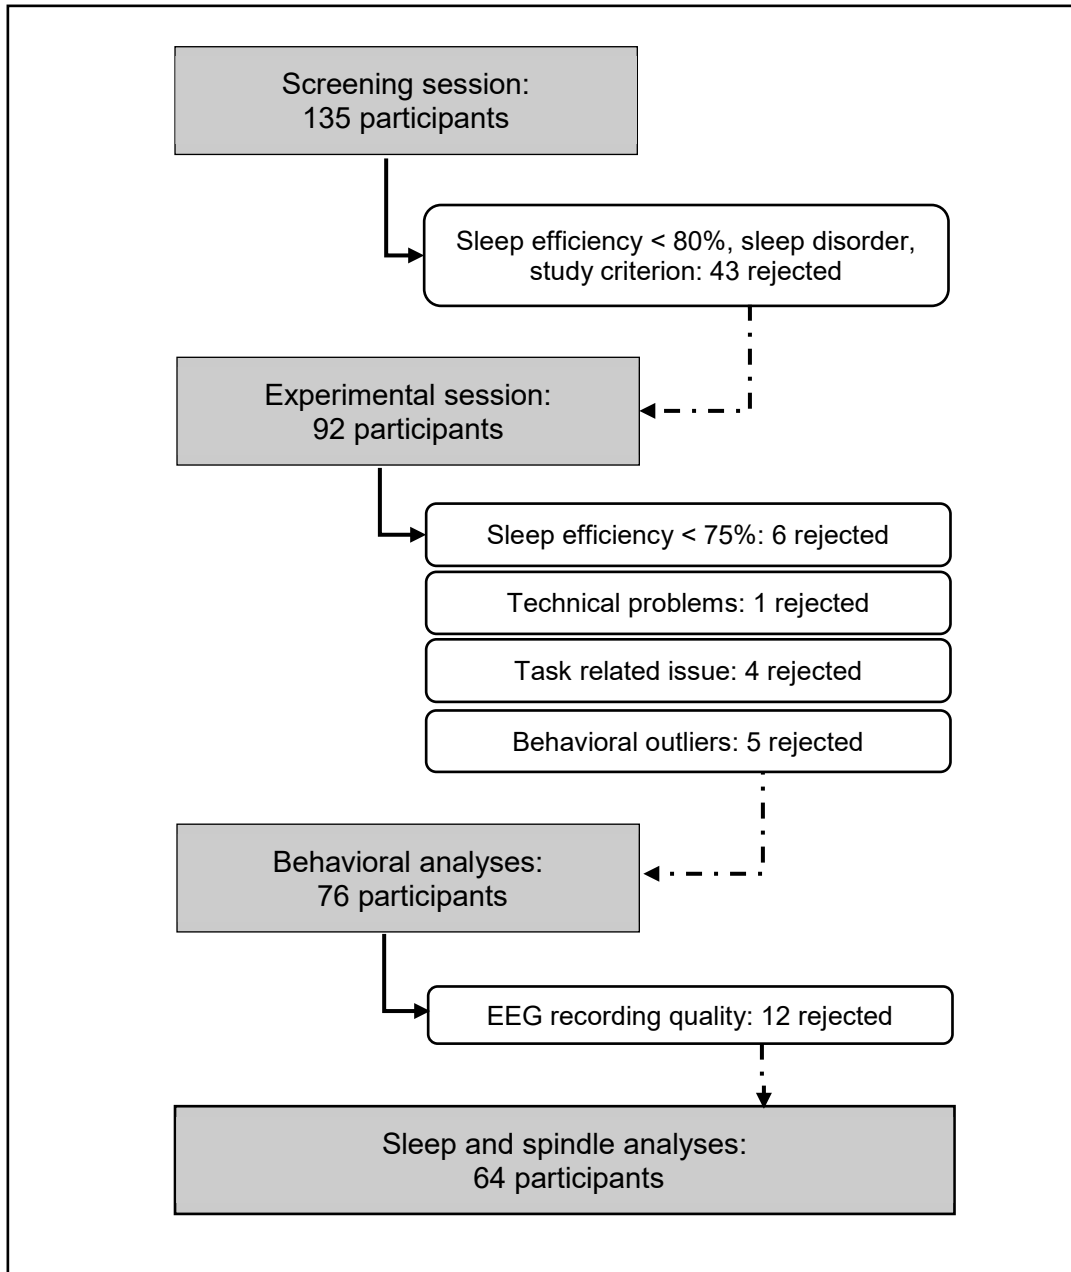 Screening session:
135 participants
Sleep efficiency < 80%, sleep disorder,
study criterion: 43 rejected
Experimental session:
92 participants
Sleep efficiency < 75%: 6 rejected
Technical problems: 1 rejected
Task related issue: 4 rejected
Behavioral outliers: 5 rejected
Behavioral analyses:
76 participants
EEG recording quality: 12 rejected
Sleep and spindle analyses:
64 participants